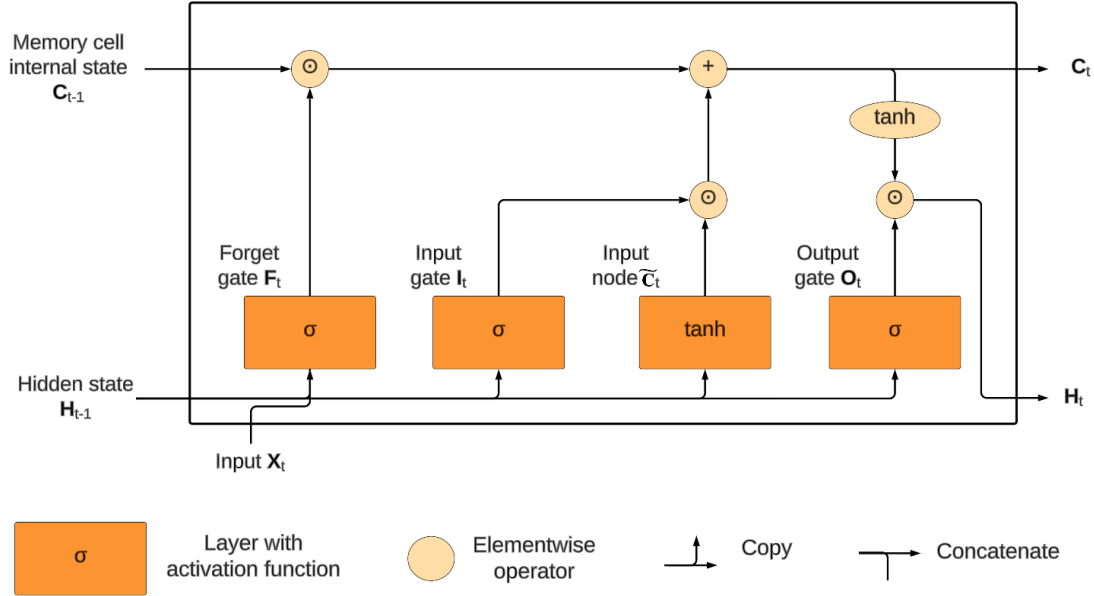 Memory cell
internal state
Ct-1
⊙
+
Ct
tanh
⊙
⊙
Forget
gate Ft
Input
gate It
Input
node C̃t
Output
gate Ot
σ
σ
tanh
σ
Hidden state
Ht-1
Ht
Input Xt
σ
Layer with
activation function
Elementwise
operator
Copy
Concatenate